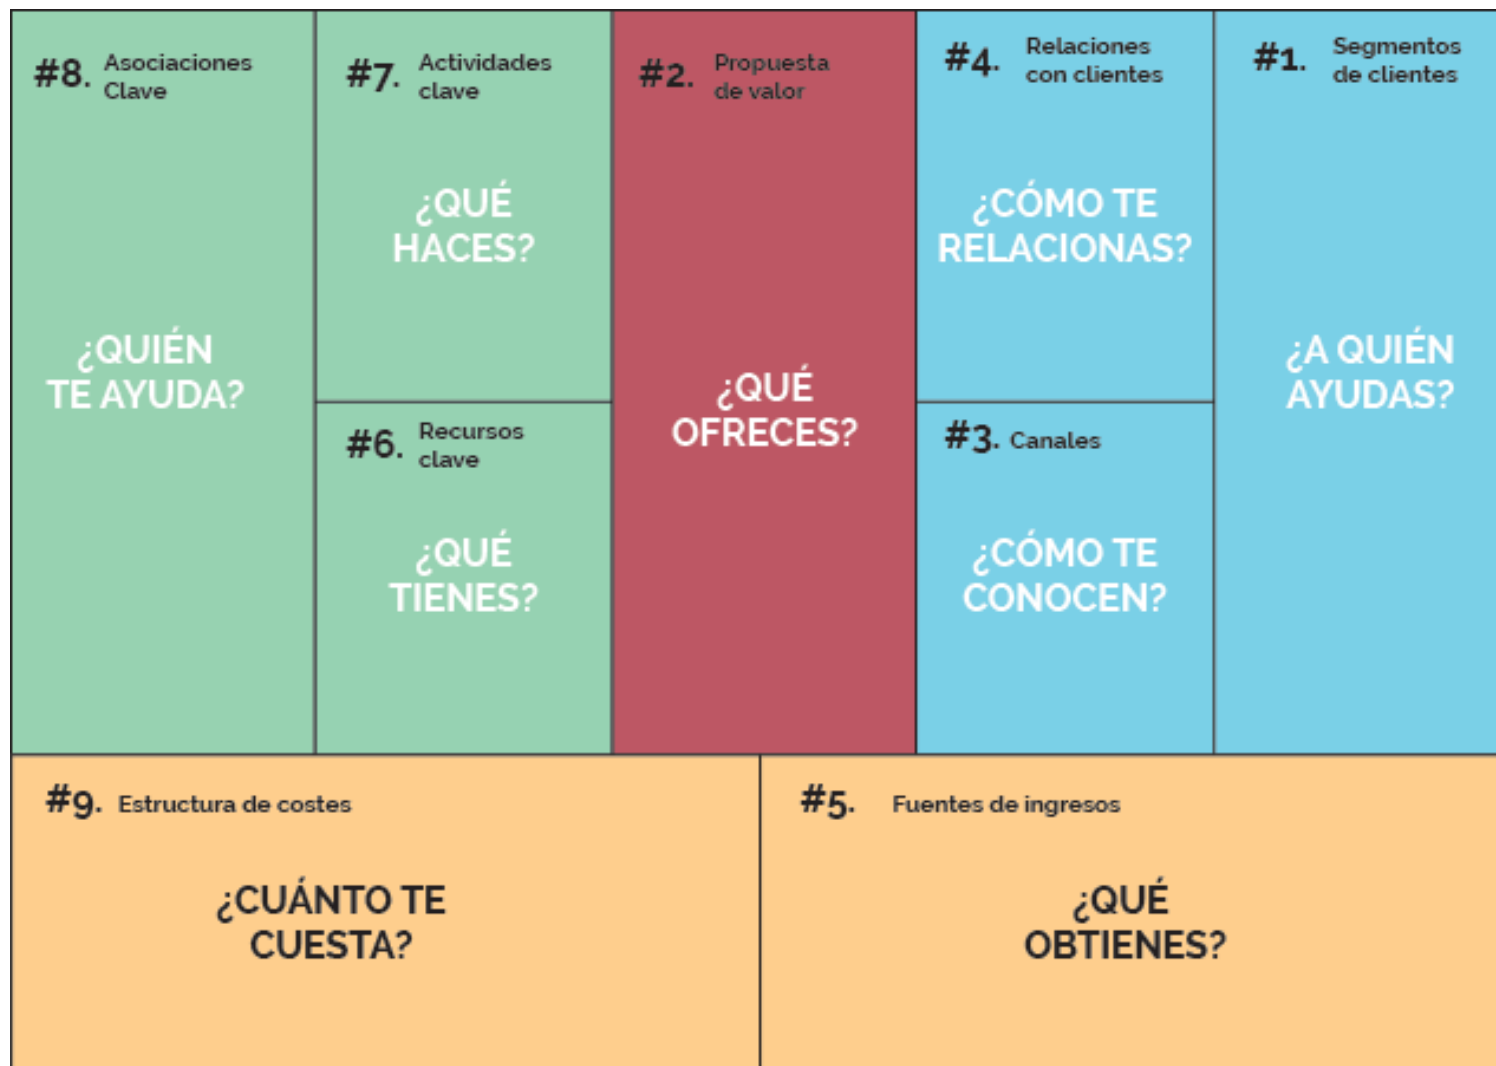 #8. Asociaciones
Clave
¿QUIÉN
TE AYUDA?
#7. Actividades
clave
¿QUÉ
HACES?
#6. Recursos
clave
¿QUÉ
TIENES?
#2. Propuesta
de valor
¿QUÉ
OFRECES?
#4. Relaciones
con clientes
¿CÓMO TE
RELACIONAS?
#3. Canales
¿CÓMO TE
CONOCEN?
#1. Segmentos
de clientes
¿A QUIÉN
AYUDAS?
#9. Estructura de costes
¿CUÁNTO TE
CUESTA?
#5. Fuentes de ingresos
¿QUÉ
OBTIENES?